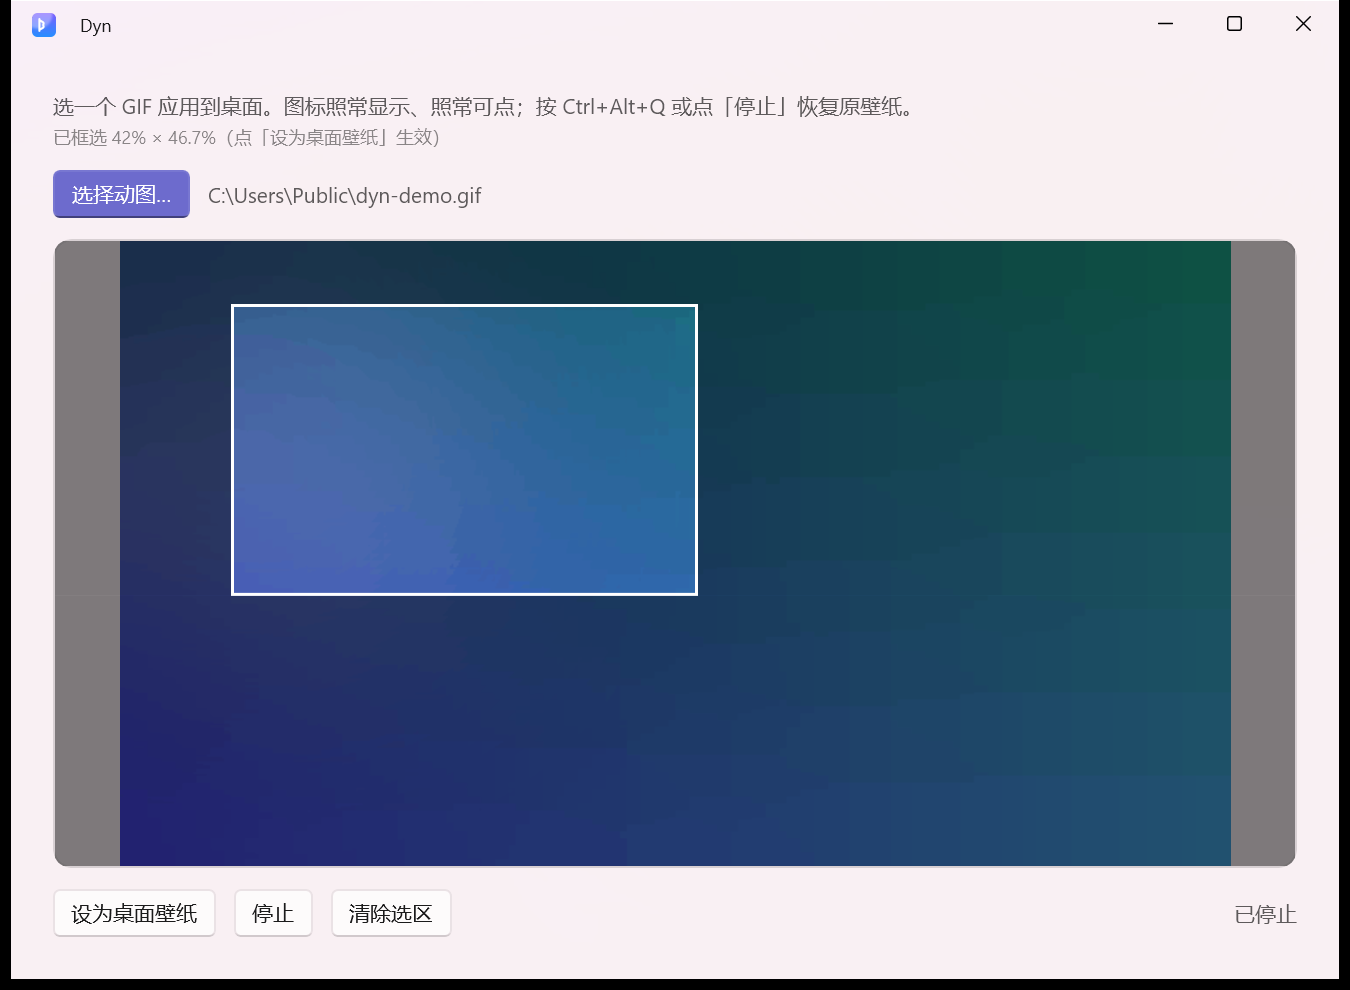 Dyn
选一个 GIF 应用到桌面。图标照常显示、照常可点；按 Ctrl+Alt+Q 或点「停止」恢复原壁纸。
已框选 42% × 46.7%（点「设为桌面壁纸」生效）
选择动图... C:\Users\Public\dyn-demo.gif
设为桌面壁纸 停止 清除选区 已停止